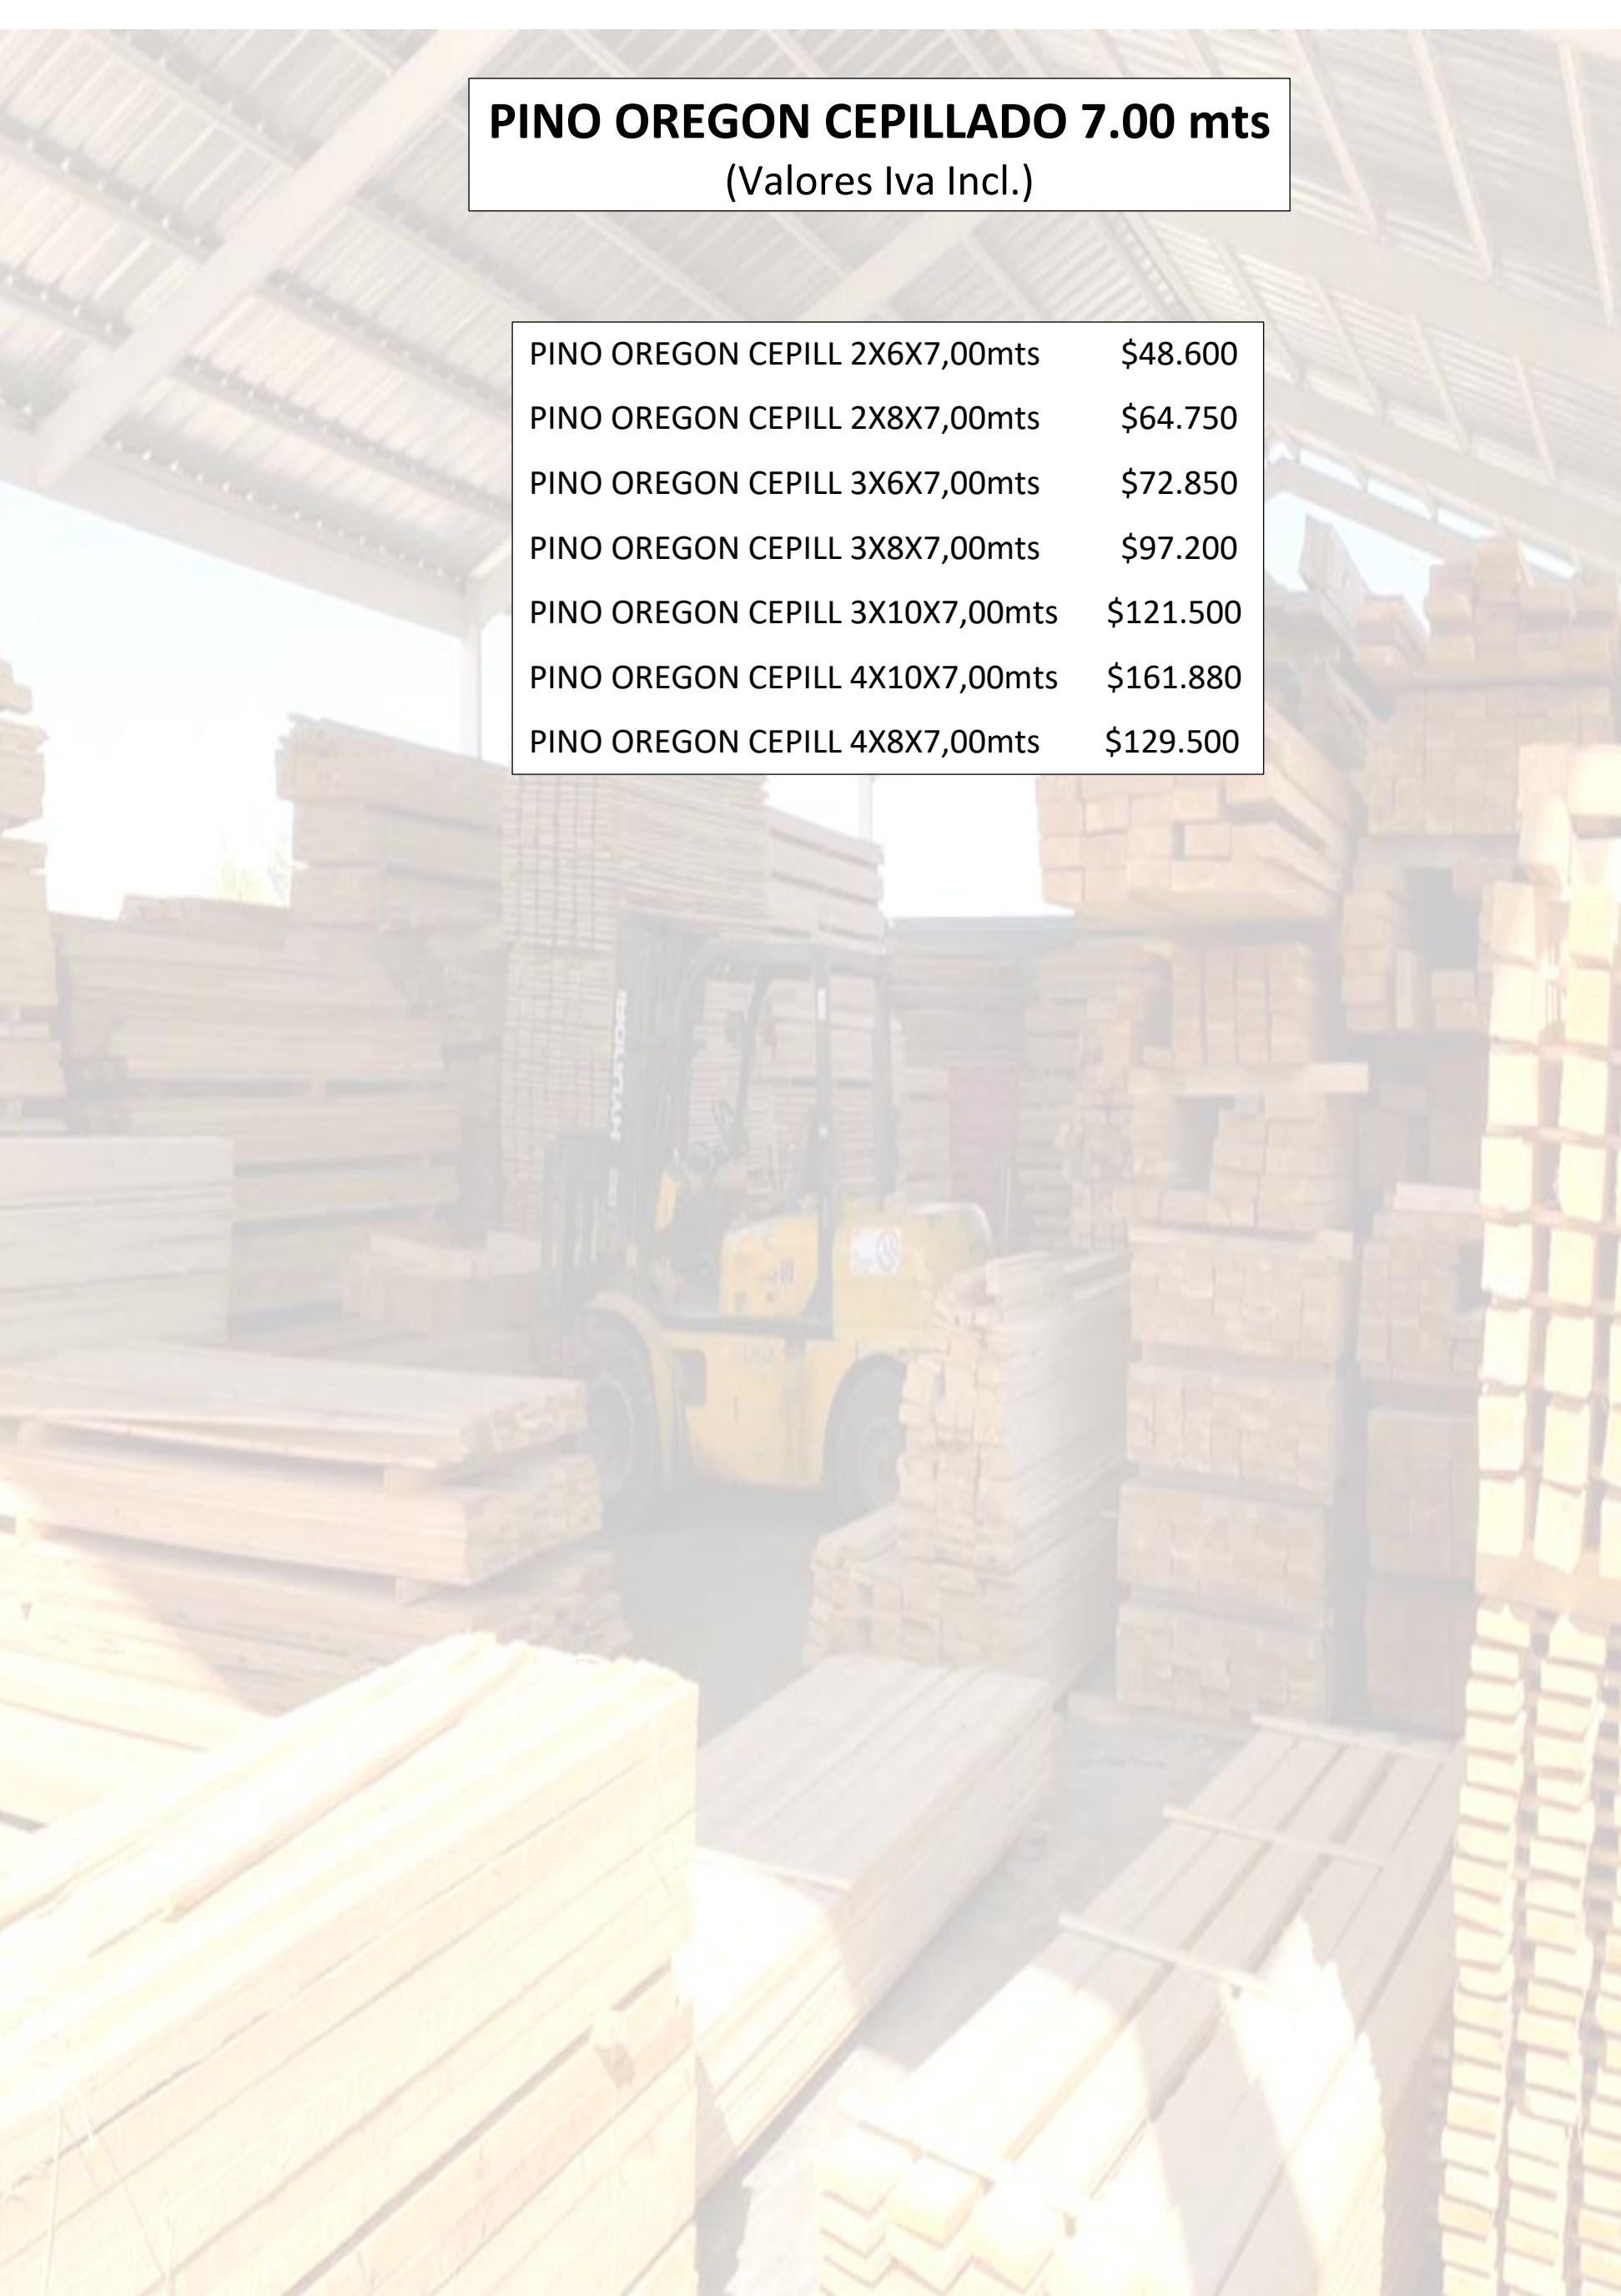 PINO OREGON CEPILLADO 7.00 mts
(Valores Iva Incl.)
PINO OREGON CEPILL 2X6X7,00mts $48.600
PINO OREGON CEPILL 2X8X7,00mts $64.750
PINO OREGON CEPILL 3X6X7,00mts $72.850
PINO OREGON CEPILL 3X8X7,00mts $97.200
PINO OREGON CEPILL 3X10X7,00mts $121.500
PINO OREGON CEPILL 4X10X7,00mts $161.880
PINO OREGON CEPILL 4X8X7,00mts $129.500